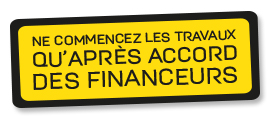 NE COMMENCEZ LES TRAVAUX
QU'APRÈS ACCORD
DES FINANCEURS